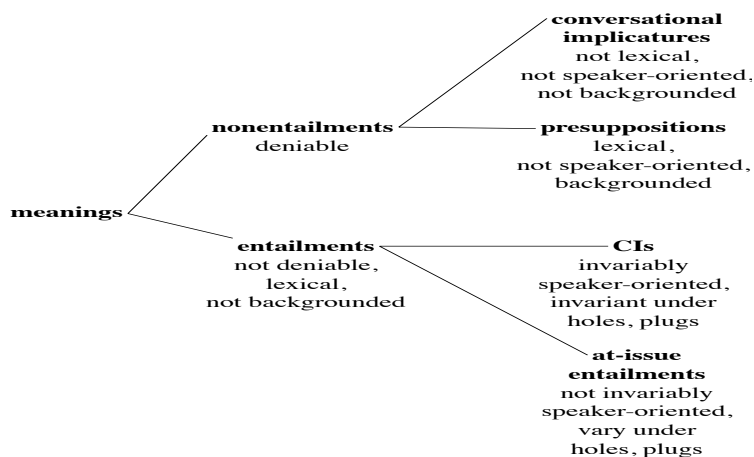 conversational
implicatures
not lexical,
not speaker-oriented,
not backgrounded
nonentailments
deniable
presuppositions
lexical,
not speaker-oriented,
backgrounded
meanings
entailments
not deniable,
lexical,
not backgrounded
CIs
invariably
speaker-oriented,
invariant under
holes, plugs
at-issue
entailments
not invariably
speaker-oriented,
vary under
holes, plugs